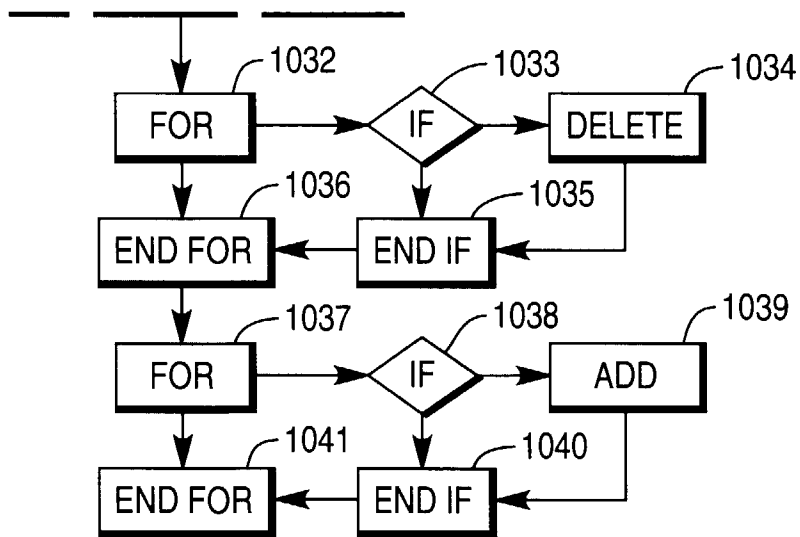 1032
1033
1034
FOR
IF
DELETE
1036
1035
END FOR
END IF
1037
1038
1039
FOR
IF
ADD
1041
1040
END FOR
END IF